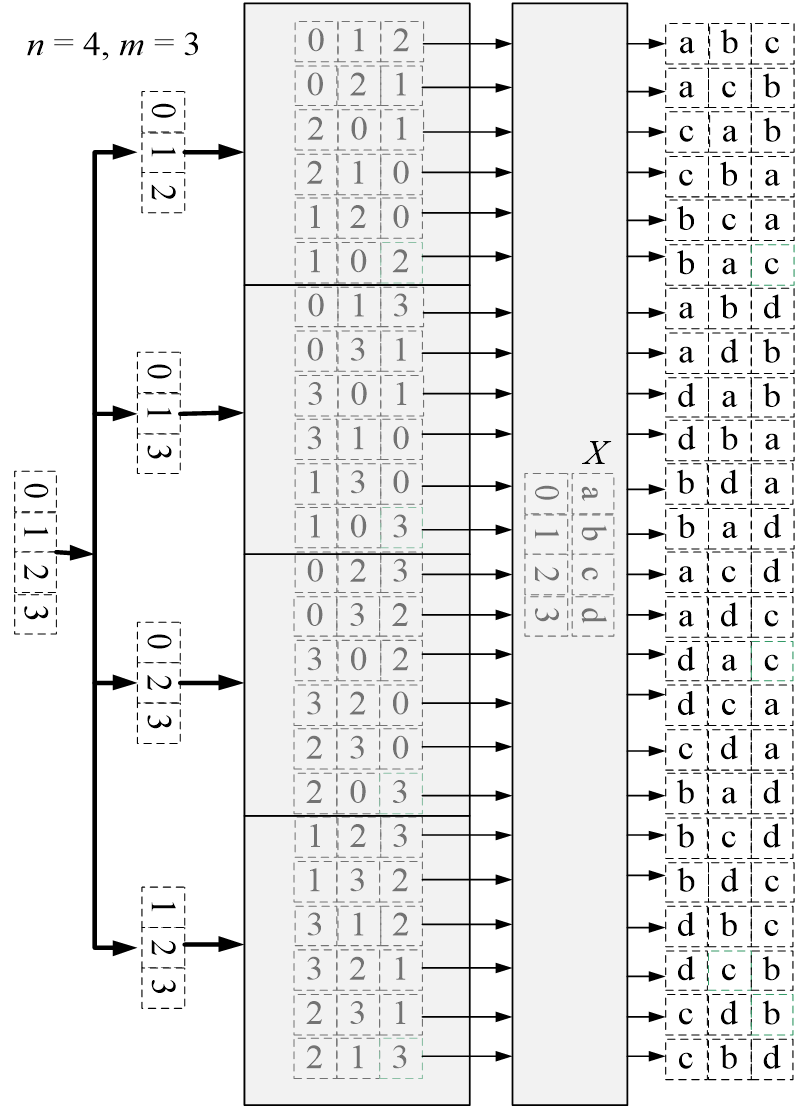 n = 4, m = 3
0 1 2 3
0 1 2
0 1 3
0 2 3
1 2 3
0 1 2
0 2 1
2 0 1
2 1 0
1 2 0
1 0 2
0 1 3
0 3 1
3 0 1
3 1 0
1 3 0
1 0 3
0 2 3
0 3 2
3 0 2
3 2 0
2 3 0
2 0 3
1 2 3
1 3 2
3 1 2
3 2 1
2 3 1
2 1 3
X
0 1 2 3
a b c d
a b c
a c b
c a b
c b a
b c a
b a c
a b d
a d b
d a b
d b a
b d a
b a d
a c d
a d c
d a c
d c a
c d a
b a d
b c d
b d c
d b c
d c b
c d b
c b d